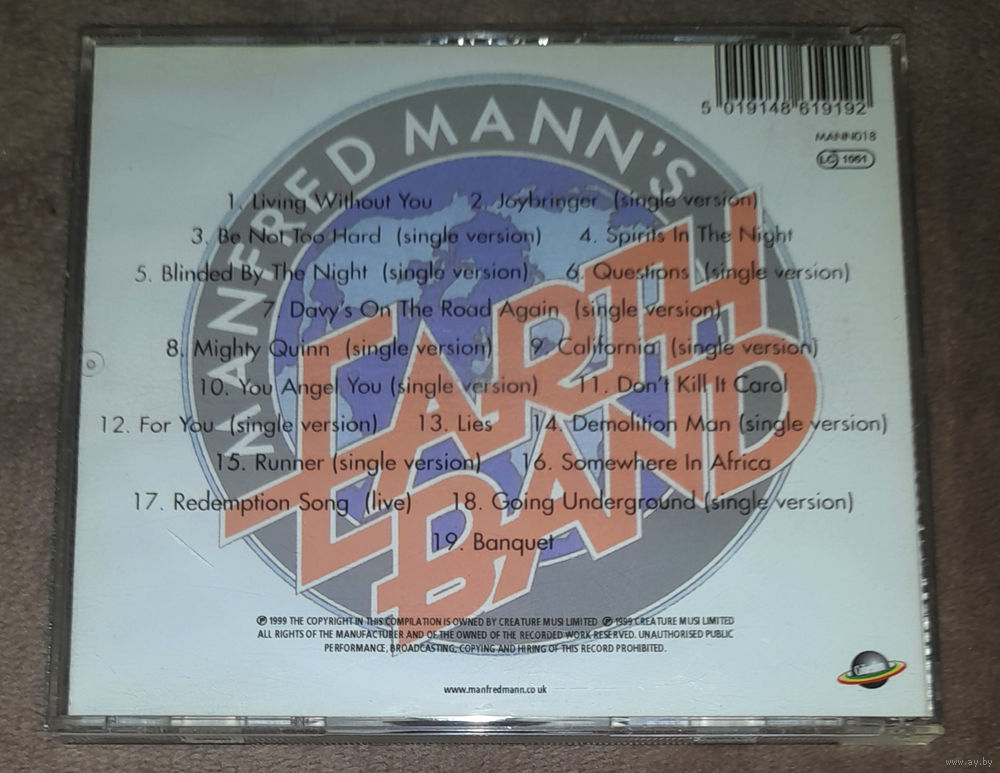 5 019148 619192
MANN018
LC 1061
MANFRED MANN'S
EARTH
BAND
1. Living Without You 2. Joybringer (single version)
3. Be Not Too Hard (single version) 4. Spirits In The Night
5. Blinded By The Night (single version) 6. Questions (single version)
7. Davy's On The Road Again (single version)
8. Mighty Quinn (single version) 9. California (single version)
10. You Angel You (single version) 11. Don't Kill It Carol
12. For You (single version) 13. Lies 14. Demolition Man (single version)
15. Runner (single version) 16. Somewhere In Africa
17. Redemption Song (live) 18. Going Underground (single version)
19. Banquet
℗ 1999 THE COPYRIGHT IN THIS COMPILATION IS OWNED BY CREATURE MUSI LIMITED ℗ 1999 CREATURE MUSI LIMITED
ALL RIGHTS OF THE MANUFACTURER AND OF THE OWNED OF THE RECORDED WORK RESERVED. UNAUTHORISED PUBLIC
PERFORMANCE, BROADCASTING, COPYING AND HIRING OF THIS RECORD PROHIBITED.
www.manfredmann.co.uk
www.ay.by